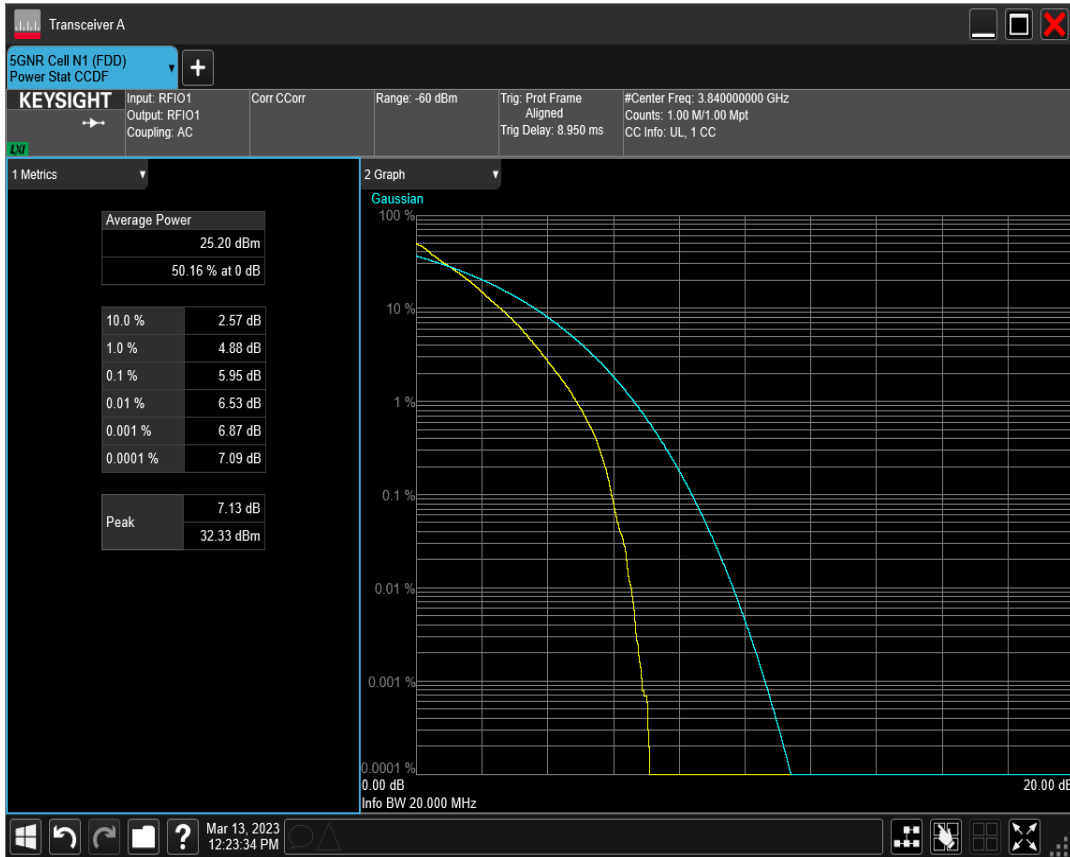 Transceiver A
5GNR Cell N1 (FDD)
Power Stat CCDF
+
KEYSIGHT
LXI
Input: RFIO1
Output: RFIO1
Coupling: AC
Corr CCorr
Range: -60 dBm
Trig: Prot Frame
Aligned
Trig Delay: 8.950 ms
#Center Freq: 3.840000000 GHz
Counts: 1.00 M/1.00 Mpt
CC Info: UL, 1 CC
1 Metrics
Average Power
25.20 dBm
50.16 % at 0 dB
10.0 % 2.57 dB
1.0 % 4.88 dB
0.1 % 5.95 dB
0.01 % 6.53 dB
0.001 % 6.87 dB
0.0001 % 7.09 dB
Peak 7.13 dB
32.33 dBm
2 Graph
Gaussian
100 %
10 %
1 %
0.1 %
0.01 %
0.001 %
0.0001 %
0.00 dB 20.00 dB
Info BW 20.000 MHz
?
Mar 13, 2023
12:23:34 PM